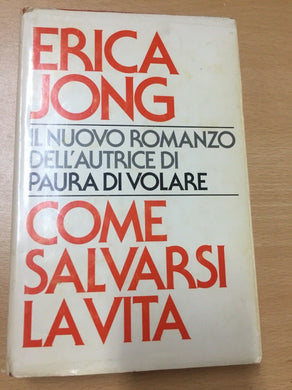 ERICA
JONG
IL NUOVO ROMANZO
DELL'AUTRICE DI
PAURA DI VOLARE
COME
SALVARSI
LA VITA